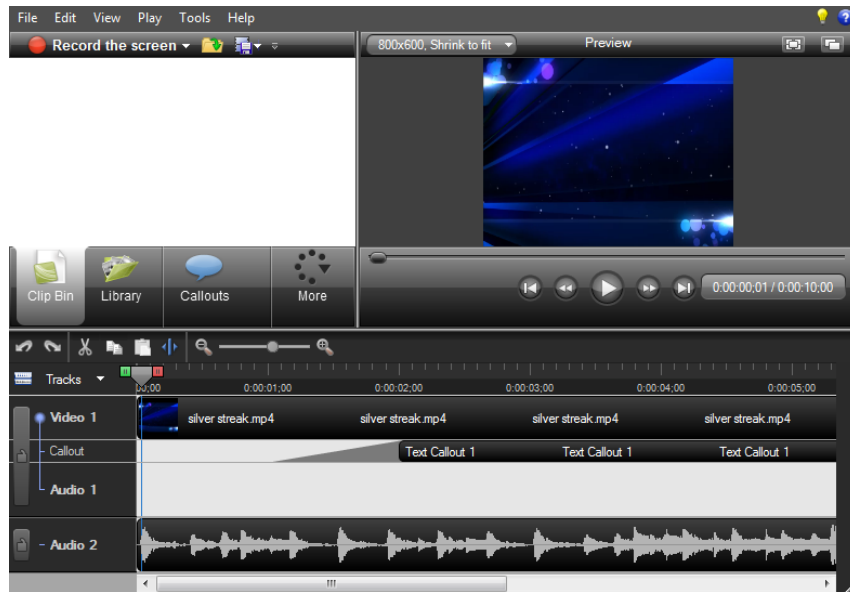 File Edit View Play Tools Help
Record the screen
800x600, Shrink to fit Preview
Clip Bin Library Callouts More
0:00:00;01 / 0:00:10;00
Tracks
00;00 0:00:01;00 0:00:02;00 0:00:03;00 0:00:04;00 0:00:05;00
Video 1 silver streak.mp4 silver streak.mp4 silver streak.mp4 silver streak.mp4
Callout Text Callout 1 Text Callout 1 Text Callout 1
Audio 1
Audio 2